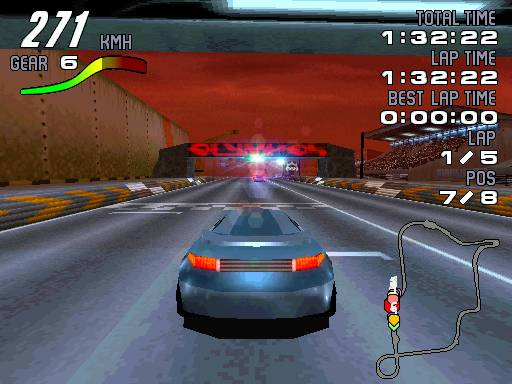 271 KMH
GEAR 6
TOTAL TIME
1:32:22
LAP TIME
1:32:22
BEST LAP TIME
0:00:00
LAP
1/5
POS
7/8